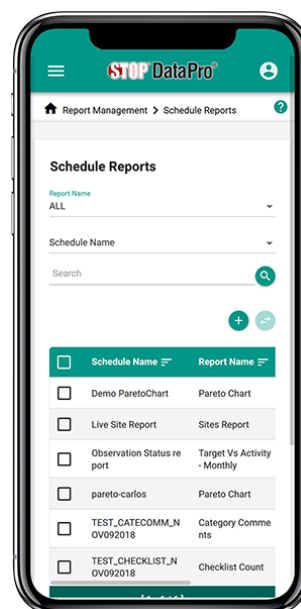 STOP® DataPro®
Report Management > Schedule Reports
Schedule Reports
Report Name
ALL
Schedule Name
Search
Schedule Name Report Name
Demo ParetoChart Pareto Chart
Live Site Report Sites Report
Observation Status re Target Vs Activity
port - Monthly
pareto-carlos Pareto Chart
TEST_CATECOMM_N Category Comme
OV092018 nts
TEST_CHECKLIST_N Checklist Count
OV092018